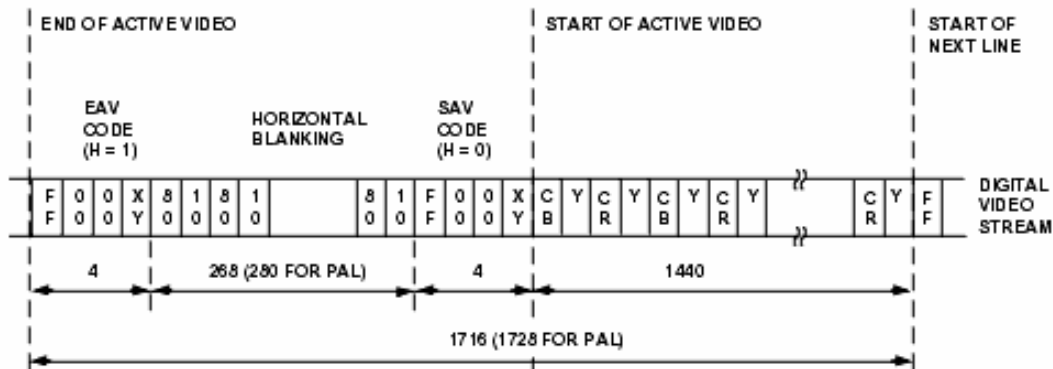 END OF ACTIVE VIDEO
START OF ACTIVE VIDEO
START OF
NEXT LINE
EAV
CODE
(H = 1)
HORIZONTAL
BLANKING
SAV
CODE
(H = 0)
F 0 0 X 8 1 8 1 8 1 F 0 0 X C Y C Y C Y C Y C Y F
F 0 0 Y 0 0 0 0 0 0 F 0 0 Y B R B R R F
DIGITAL
VIDEO
STREAM
4
268 (280 FOR PAL)
4
1440
1716 (1728 FOR PAL)